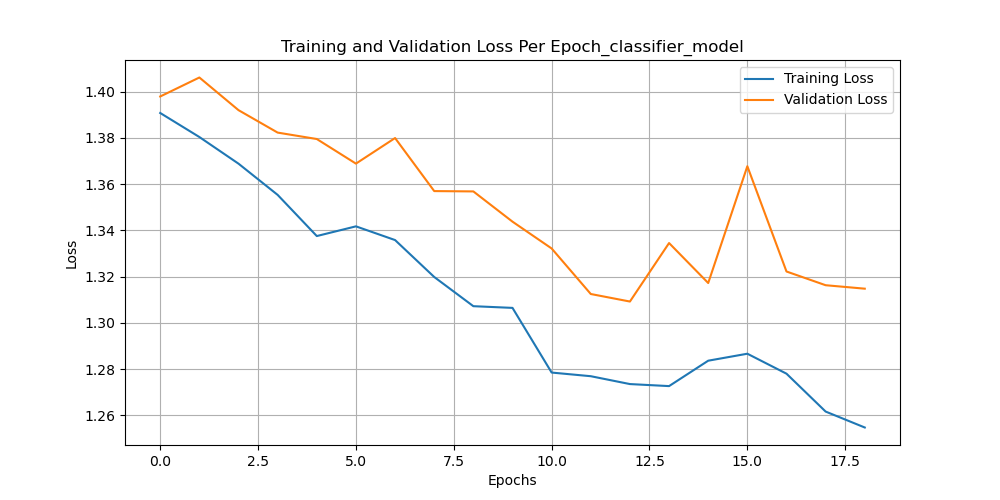 Training and Validation Loss Per Epoch_classifier_model
Training Loss
Validation Loss
1.40
1.38
1.36
1.34
1.32
1.30
1.28
1.26
Loss
0.0 2.5 5.0 7.5 10.0 12.5 15.0 17.5
Epochs